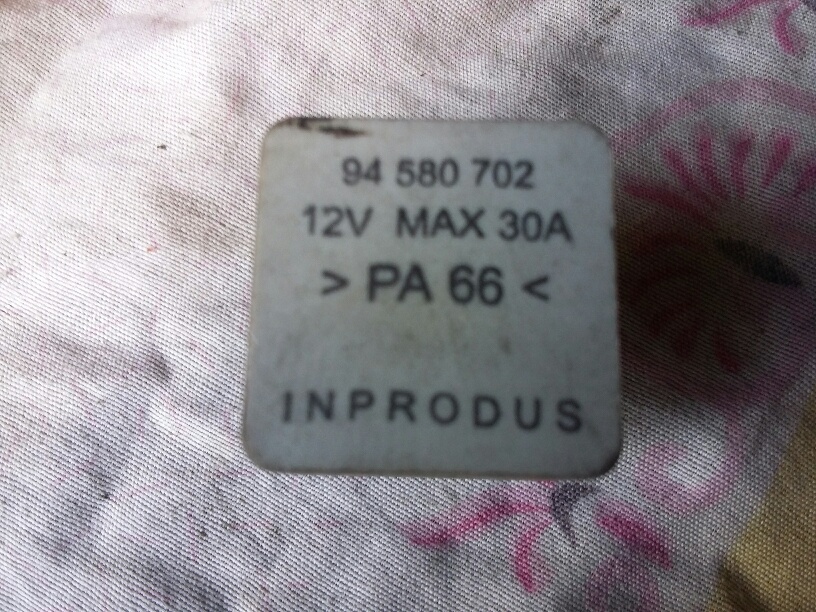 94 580 702
12V MAX 30A
> PA 66 <
INPRODUS